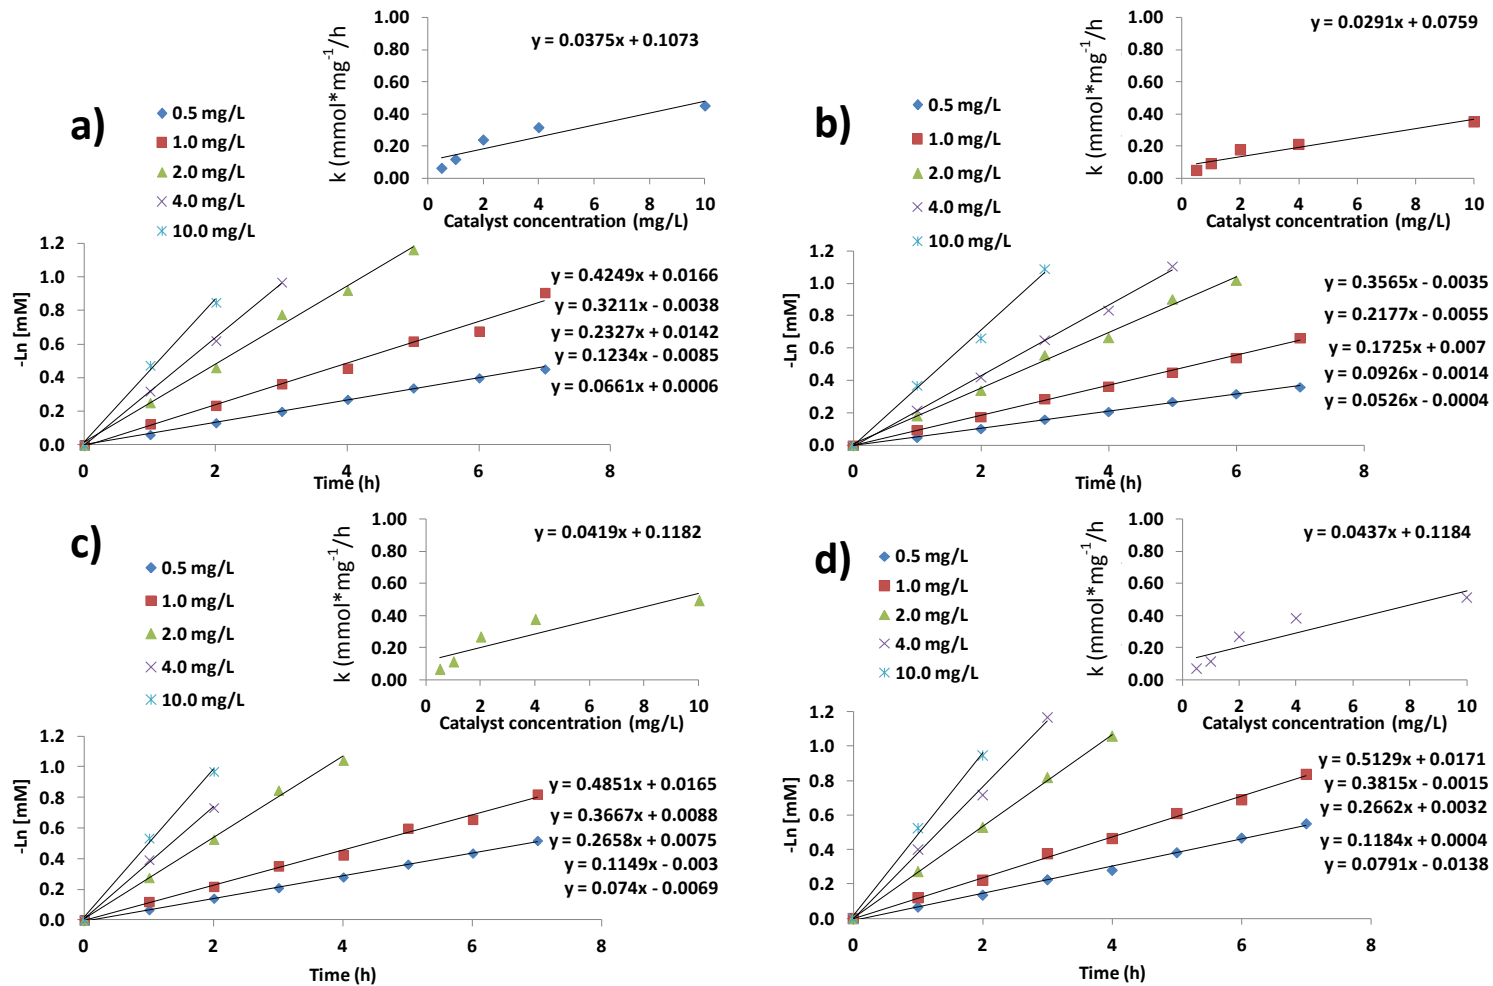 a)
0.5 mg/L
1.0 mg/L
2.0 mg/L
4.0 mg/L
10.0 mg/L
k (mmol*mg⁻¹/h
1.00
0.80
0.60
0.40
0.20
0.00
y = 0.0375x + 0.1073
0 2 4 6 8 10
Catalyst concentration (mg/L)
-Ln [mM]
1.2
1.0
0.8
0.6
0.4
0.2
0.0
y = 0.4249x + 0.0166
y = 0.3211x - 0.0038
y = 0.2327x + 0.0142
y = 0.1234x - 0.0085
y = 0.0661x + 0.0006
0 2 4 6 8
Time (h)
b)
0.5 mg/L
1.0 mg/L
2.0 mg/L
4.0 mg/L
10.0 mg/L
k (mmol*mg⁻¹/h
1.00
0.80
0.60
0.40
0.20
0.00
y = 0.0291x + 0.0759
0 2 4 6 8 10
Catalyst concentration (mg/L)
-Ln [mM]
1.2
1.0
0.8
0.6
0.4
0.2
0.0
y = 0.3565x - 0.0035
y = 0.2177x - 0.0055
y = 0.1725x + 0.007
y = 0.0926x - 0.0014
y = 0.0526x - 0.0004
0 2 4 6 8
Time (h)
c)
0.5 mg/L
1.0 mg/L
2.0 mg/L
4.0 mg/L
10.0 mg/L
k (mmol*mg⁻¹/h
1.00
0.80
0.60
0.40
0.20
0.00
y = 0.0419x + 0.1182
0 2 4 6 8 10
Catalyst concentration (mg/L)
-Ln [mM]
1.2
1.0
0.8
0.6
0.4
0.2
0.0
y = 0.4851x + 0.0165
y = 0.3667x + 0.0088
y = 0.2658x + 0.0075
y = 0.1149x - 0.003
y = 0.074x - 0.0069
0 2 4 6 8
Time (h)
d)
0.5 mg/L
1.0 mg/L
2.0 mg/L
4.0 mg/L
10.0 mg/L
k (mmol*mg⁻¹/h
1.00
0.80
0.60
0.40
0.20
0.00
y = 0.0437x + 0.1184
0 2 4 6 8 10
Catalyst concentration (mg/L)
-Ln [mM]
1.2
1.0
0.8
0.6
0.4
0.2
0.0
y = 0.5129x + 0.0171
y = 0.3815x - 0.0015
y = 0.2662x + 0.0032
y = 0.1184x + 0.0004
y = 0.0791x - 0.0138
0 2 4 6 8
Time (h)